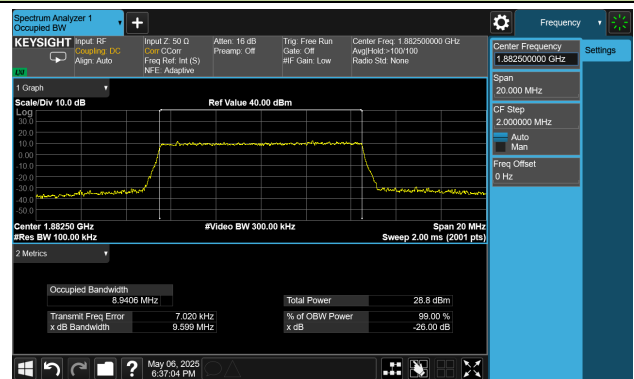 Spectrum Analyzer 1
Occupied BW
Frequency
KEYSIGHT
Input: RF
Coupling: DC
Align: Auto
Input Z: 50 Ω
Corr CCorr
Freq Ref: Int (S)
NFE: Adaptive
Atten: 16 dB
Preamp: Off
Trig: Free Run
Gate: Off
#IF Gain: Low
Center Freq: 1.882500000 GHz
Avg|Hold:>100/100
Radio Std: None
Center Frequency
1.882500000 GHz
Settings
Span
20.000 MHz
CF Step
2.000000 MHz
Auto
Man
Freq Offset
0 Hz
1 Graph
Scale/Div 10.0 dB
Ref Value 40.00 dBm
Log
30.0
20.0
10.0
0.00
-10.0
-20.0
-30.0
-40.0
-50.0
Center 1.88250 GHz
#Video BW 300.00 kHz
Span 20 MHz
#Res BW 100.00 kHz
Sweep 2.00 ms (2001 pts)
2 Metrics
Occupied Bandwidth
8.9406 MHz
Total Power
28.8 dBm
Transmit Freq Error
7.020 kHz
% of OBW Power
99.00 %
x dB Bandwidth
9.599 MHz
x dB
-26.00 dB
?
May 06, 2025
6:37:04 PM